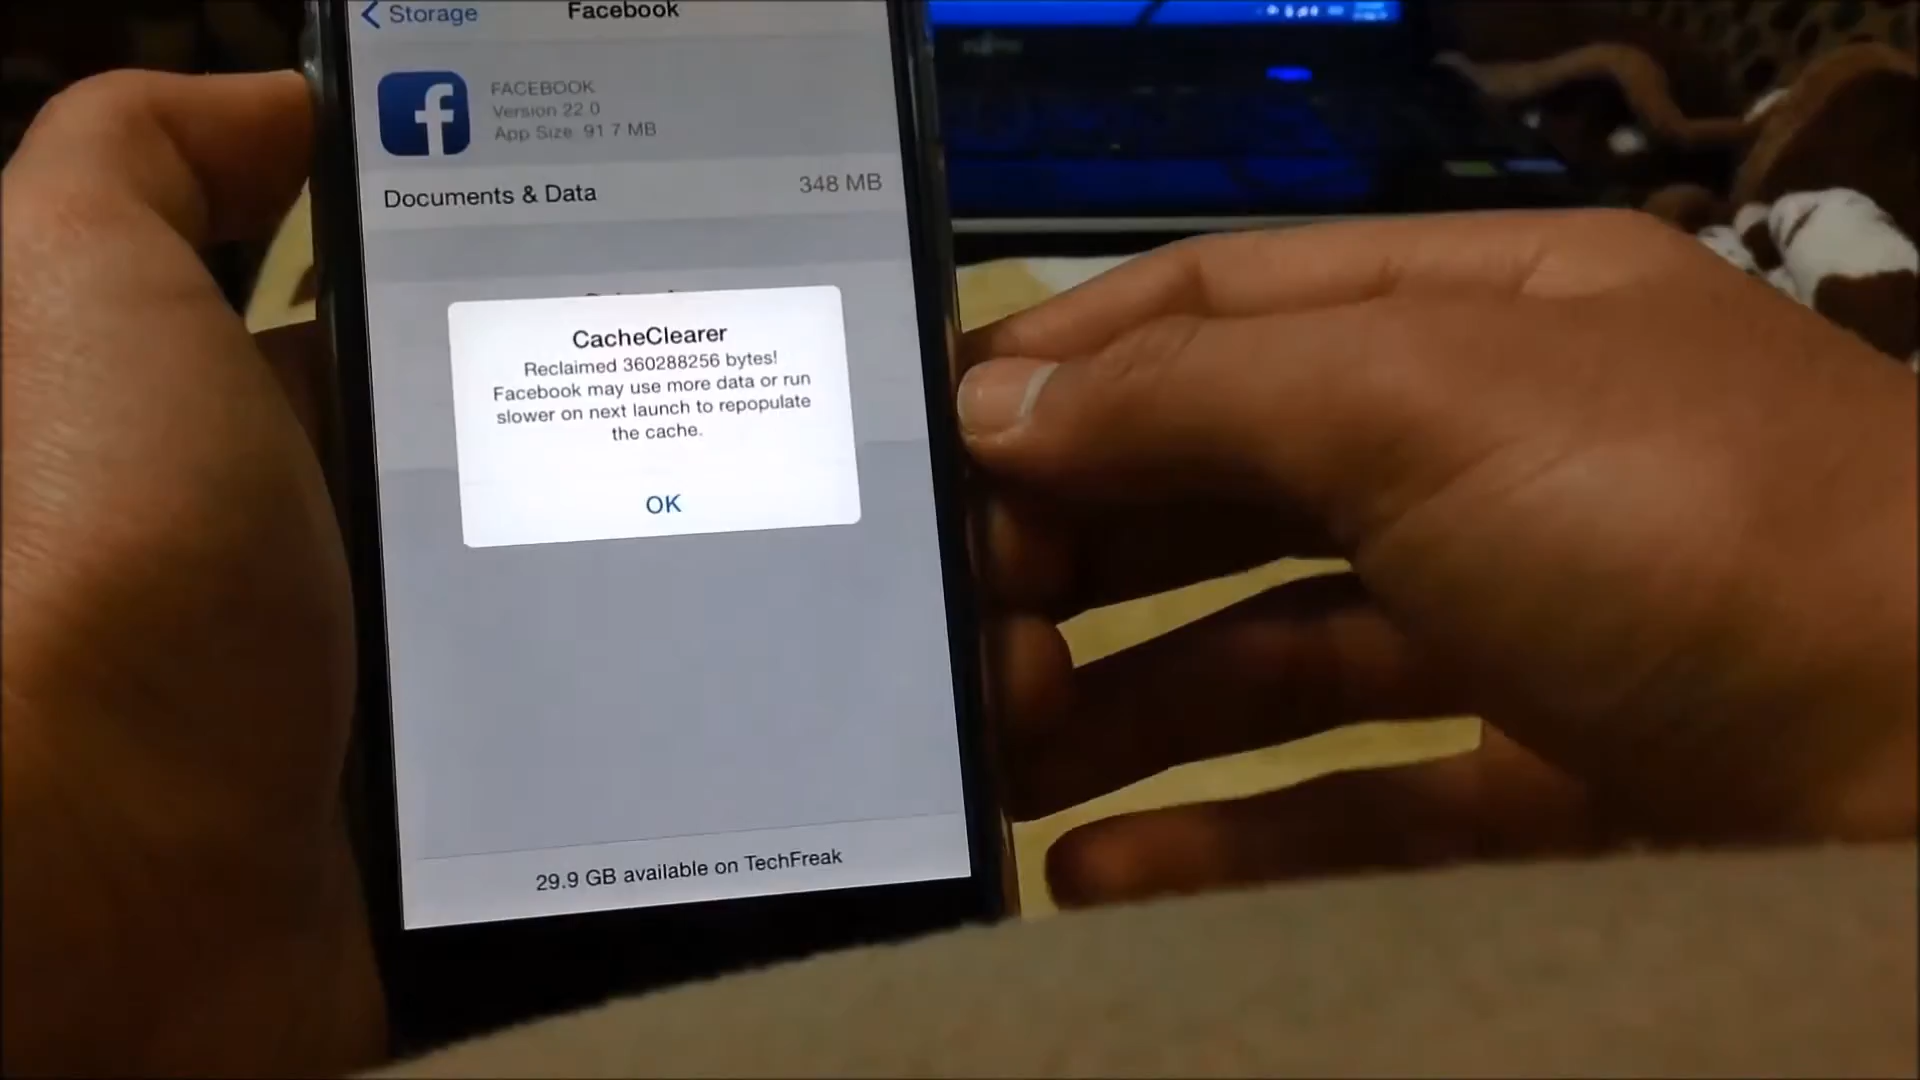 Storage
Facebook
FACEBOOK
Version 22.0
App Size 91.7 MB
Documents & Data
348 MB
CacheClearer
Reclaimed 360288256 bytes!
Facebook may use more data or run
slower on next launch to repopulate
the cache.
OK
29.9 GB available on TechFreak